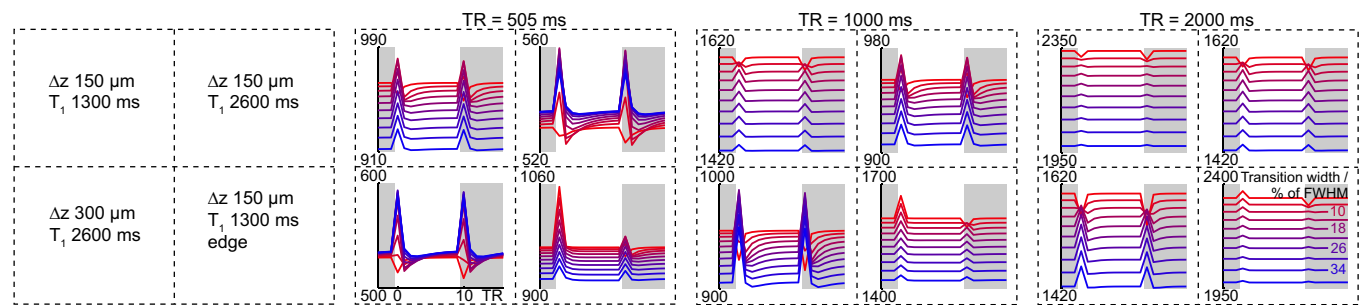 TR = 505 ms
TR = 1000 ms
TR = 2000 ms
Δz 150 µm
T1 1300 ms
Δz 150 µm
T1 2600 ms
Δz 300 µm
T1 2600 ms
Δz 150 µm
T1 1300 ms
edge
990
910
560
520
1620
1420
980
900
2350
1950
1620
1420
600
500
0
10
TR
1060
900
1000
900
1700
1400
1620
1420
2400
1950
Transition width /
% of FWHM
10
18
26
34